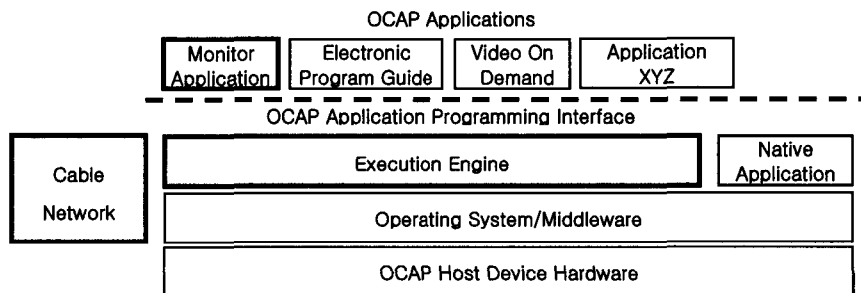 OCAP Applications
Monitor
Application
Electronic
Program Guide
Video On
Demand
Application
XYZ
OCAP Application Programming Interface
Cable
Network
Execution Engine
Native
Application
Operating System/Middleware
OCAP Host Device Hardware